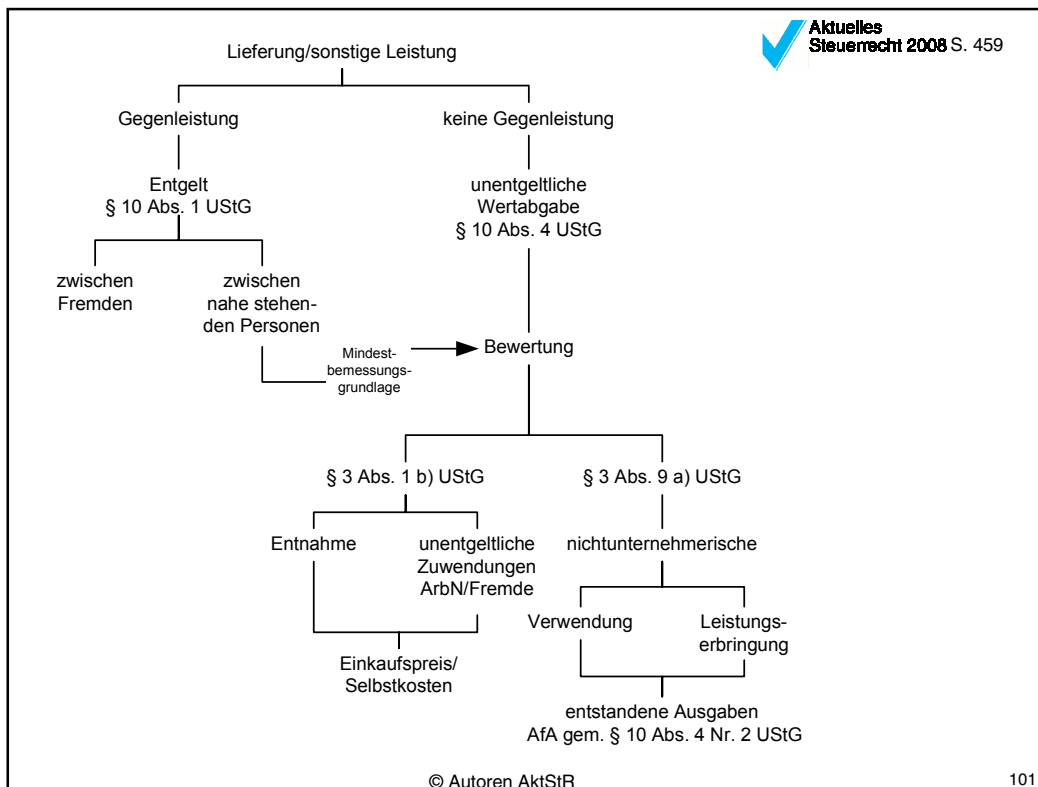 Aktuelles
Steuerrecht 2008 S. 459
Lieferung/sonstige Leistung
Gegenleistung
keine Gegenleistung
Entgelt
§ 10 Abs. 1 UStG
unentgeltliche
Wertabgabe
§ 10 Abs. 4 UStG
zwischen
Fremden
zwischen
nahe stehen-
den Personen
Mindest-
bemessungs-
grundlage
Bewertung
§ 3 Abs. 1 b) UStG
§ 3 Abs. 9 a) UStG
Entnahme
unentgeltliche
Zuwendungen
ArbN/Fremde
nichtunternehmerische
Verwendung
Leistungs-
erbringung
Einkaufspreis/
Selbstkosten
entstandene Ausgaben
AfA gem. § 10 Abs. 4 Nr. 2 UStG
© Autoren AktStR
101